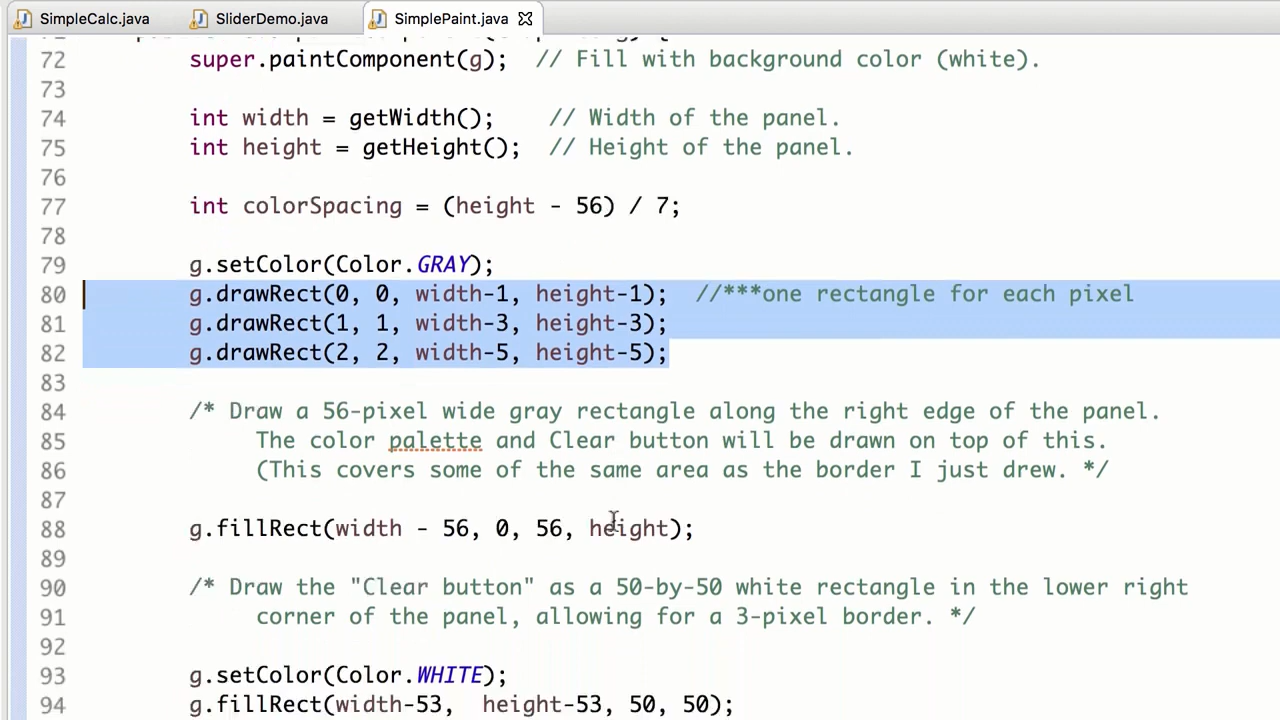 SimpleCalc.java SliderDemo.java SimplePaint.java
72 super.paintComponent(g); // Fill with background color (white).
73
74 int width = getWidth(); // Width of the panel.
75 int height = getHeight(); // Height of the panel.
76
77 int colorSpacing = (height - 56) / 7;
78
79 g.setColor(Color.GRAY);
80 g.drawRect(0, 0, width-1, height-1); //***one rectangle for each pixel
81 g.drawRect(1, 1, width-3, height-3);
82 g.drawRect(2, 2, width-5, height-5);
83
84 /* Draw a 56-pixel wide gray rectangle along the right edge of the panel.
85 The color palette and Clear button will be drawn on top of this.
86 (This covers some of the same area as the border I just drew. */
87
88 g.fillRect(width - 56, 0, 56, height);
89
90 /* Draw the "Clear button" as a 50-by-50 white rectangle in the lower right
91 corner of the panel, allowing for a 3-pixel border. */
92
93 g.setColor(Color.WHITE);
94 g.fillRect(width-53, height-53, 50, 50);